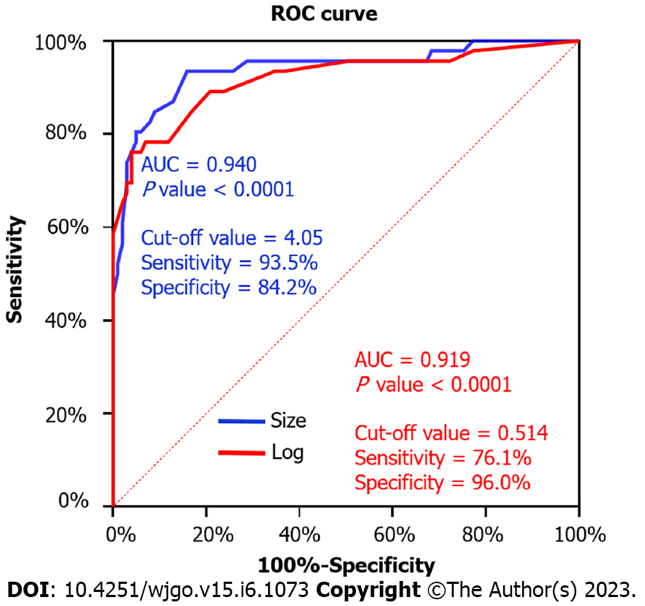 ROC curve
100%
80%
60%
40%
20%
0%
Sensitivity
AUC = 0.940
P value < 0.0001
Cut-off value = 4.05
Sensitivity = 93.5%
Specificity = 84.2%
AUC = 0.919
P value < 0.0001
Cut-off value = 0.514
Sensitivity = 76.1%
Specificity = 96.0%
Size
Log
0% 20% 40% 60% 80% 100%
100%-Specificity
DOI: 10.4251/wjgo.v15.i6.1073 Copyright ©The Author(s) 2023.